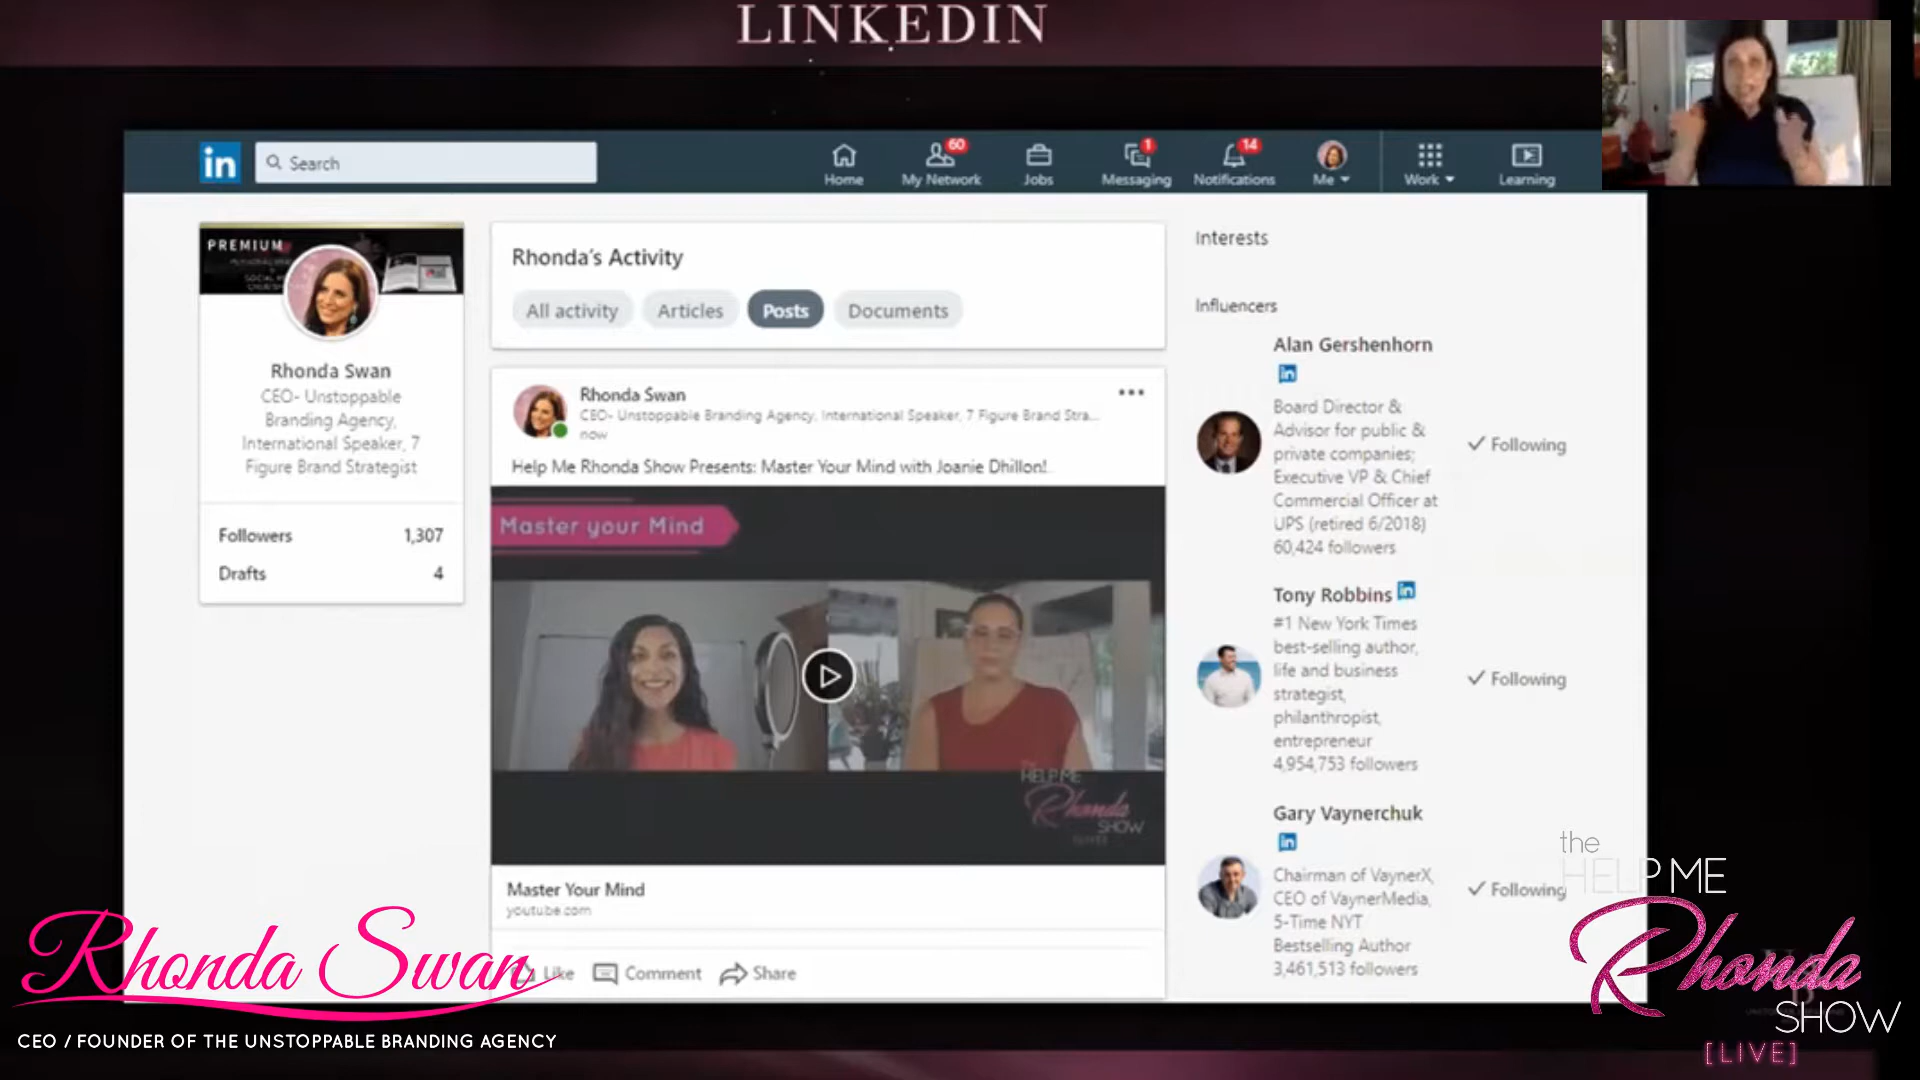 LINKEDIN
in
Search
60
1
14
Home
My Network
Jobs
Messaging
Notifications
Me
Work
Learning
PREMIUM
Rhonda Swan
CEO- Unstoppable
Branding Agency,
International Speaker, 7
Figure Brand Strategist
Followers 1,307
Drafts 4
Rhonda's Activity
All activity
Articles
Posts
Documents
Rhonda Swan
CEO- Unstoppable Branding Agency, International Speaker, 7 Figure Brand Stra...
now
Help Me Rhonda Show Presents: Master Your Mind with Joanie Dhillon!
Master your Mind
HELP ME
Rhonda
SHOW
Master Your Mind
youtube.com
Like
Comment
Share
Interests
Influencers
Alan Gershenhorn
in
Board Director &
Advisor for public &
private companies;
Executive VP & Chief
Commercial Officer at
UPS (retired 6/2018)
60,424 followers
Following
Tony Robbins in
#1 New York Times
best-selling author,
life and business
strategist,
philanthropist,
entrepreneur
4,954,753 followers
Following
Gary Vaynerchuk
in
Chairman of VaynerX,
CEO of VaynerMedia,
5-Time NYT
Bestselling Author
3,461,513 followers
Following
Rhonda Swan
CEO / FOUNDER OF THE UNSTOPPABLE BRANDING AGENCY
the
HELP ME
Rhonda
SHOW
[LIVE]